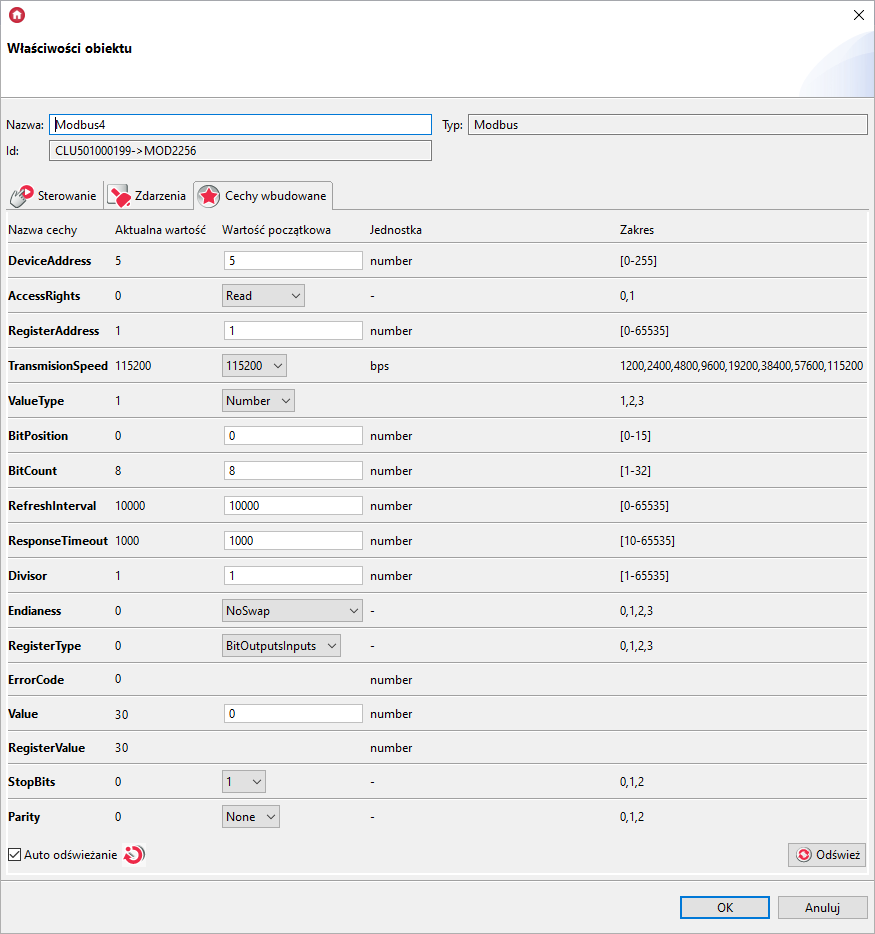 Właściwości obiektu
Nazwa: Modbus4 Typ: Modbus
Id: CLU501000199->MOD2256
Sterowanie Zdarzenia Cechy wbudowane
Nazwa cechy Aktualna wartość Wartość początkowa Jednostka Zakres
DeviceAddress 5 5 number [0-255]
AccessRights 0 Read - 0,1
RegisterAddress 1 1 number [0-65535]
TransmisionSpeed 115200 115200 bps 1200,2400,4800,9600,19200,38400,57600,115200
ValueType 1 Number 1,2,3
BitPosition 0 0 number [0-15]
BitCount 8 8 number [1-32]
RefreshInterval 10000 10000 number [0-65535]
ResponseTimeout 1000 1000 number [10-65535]
Divisor 1 1 number [1-65535]
Endianess 0 NoSwap - 0,1,2,3
RegisterType 0 BitOutputsInputs - 0,1,2,3
ErrorCode 0 number
Value 30 0 number
RegisterValue 30 number
StopBits 0 1 - 0,1,2
Parity 0 None - 0,1,2
Auto odświeżanie Odśwież
OK Anuluj